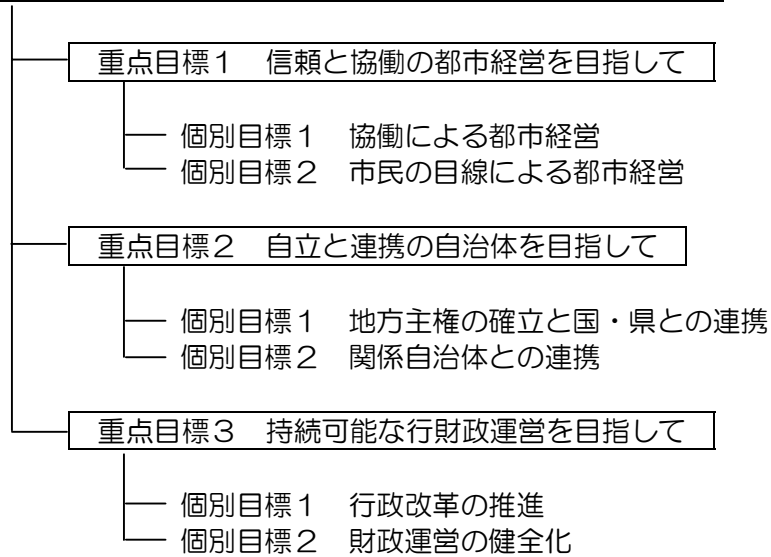 重点目標１　信頼と協働の都市経営を目指して
個別目標１　協働による都市経営
個別目標２　市民の目線による都市経営
重点目標２　自立と連携の自治体を目指して
個別目標１　地方主権の確立と国・県との連携
個別目標２　関係自治体との連携
重点目標３　持続可能な行財政運営を目指して
個別目標１　行政改革の推進
個別目標２　財政運営の健全化